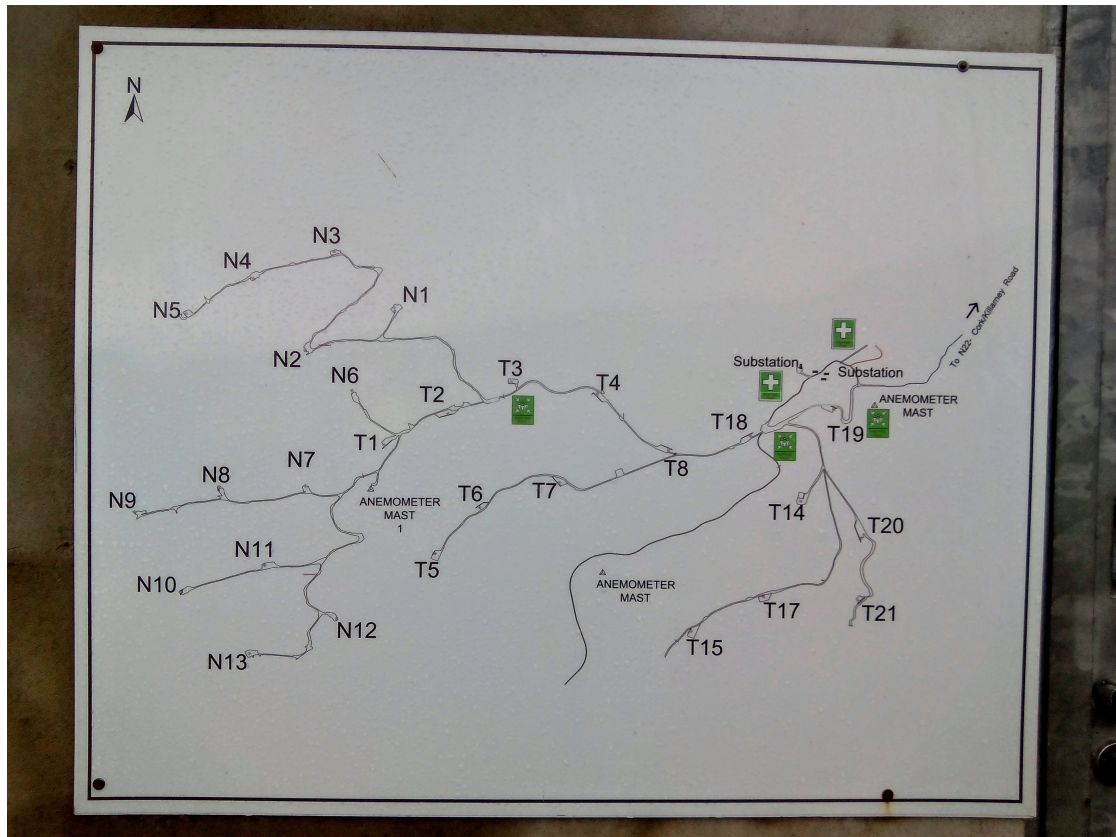 N
N3
N4
N5
N1
N2
To N22- Cork/Killarney Road
Substation
Substation
N6
T3
T4
T2
ANEMOMETER
MAST
T1
T18
T19
N7
N8
N9
ANEMOMETER
MAST
1
T8
T7
T6
T5
T14
T20
N11
N10
ANEMOMETER
MAST
N12
N13
T17
T15
T21